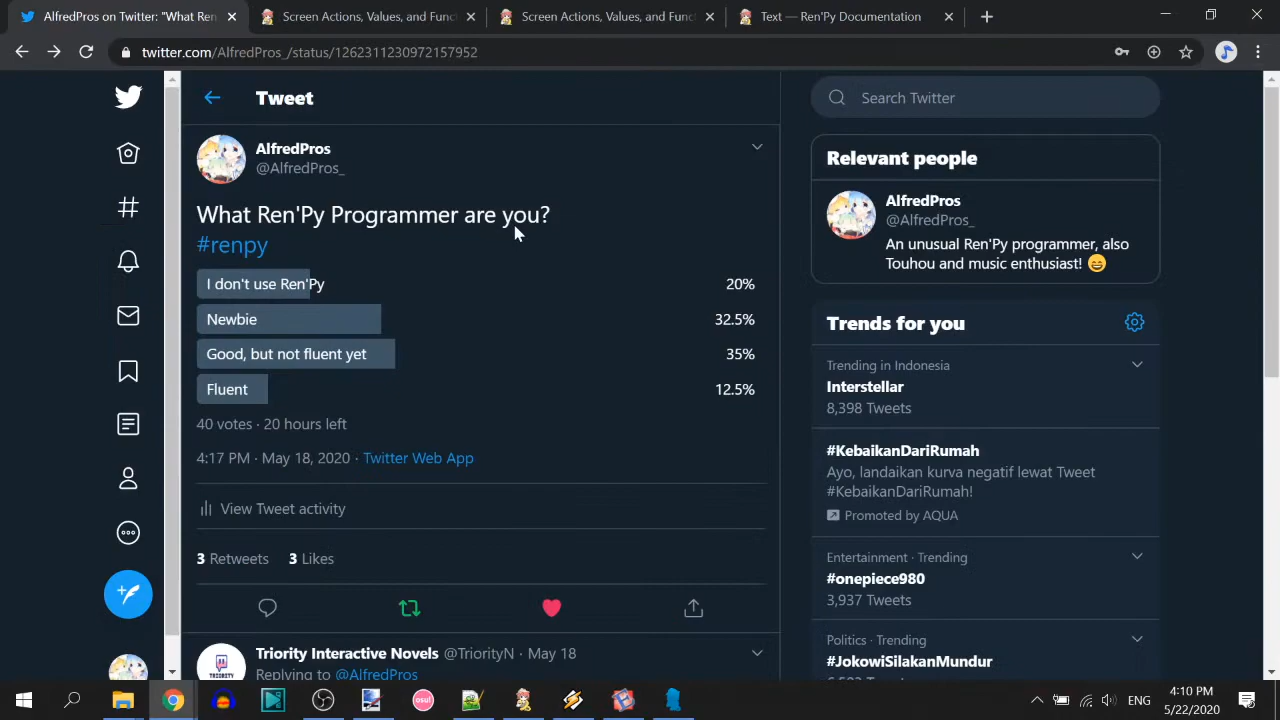 AlfredPros on Twitter: "What Ren
Screen Actions, Values, and Func
Screen Actions, Values, and Func
Text — Ren'Py Documentation
twitter.com/AlfredPros_/status/1262311230972157952
Tweet
Search Twitter
AlfredPros
@AlfredPros_
What Ren'Py Programmer are you?
#renpy
I don't use Ren'Py 20%
Newbie 32.5%
Good, but not fluent yet 35%
Fluent 12.5%
40 votes · 20 hours left
4:17 PM · May 18, 2020 · Twitter Web App
View Tweet activity
3 Retweets 3 Likes
Triority Interactive Novels @TriorityN · May 18
Replying to @AlfredPros
TRIORITY
Relevant people
AlfredPros
@AlfredPros_
An unusual Ren'Py programmer, also
Touhou and music enthusiast! 😄
Trends for you
Trending in Indonesia
Interstellar
8,398 Tweets
#KebaikanDariRumah
Ayo, landaikan kurva negatif lewat Tweet
#KebaikanDariRumah!
Promoted by AQUA
Entertainment · Trending
#onepiece980
3,937 Tweets
Politics · Trending
#JokowiSilakanMundur
osu!
ENG
4:10 PM
5/22/2020